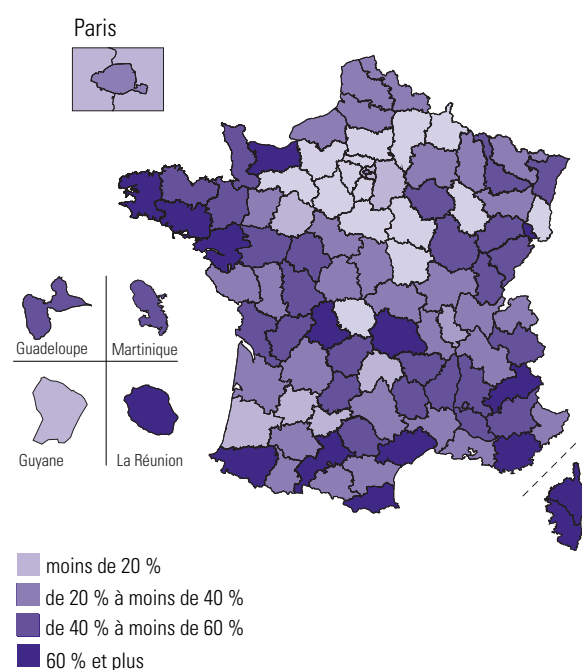 Paris
Guadeloupe
Martinique
Guyane
La Réunion
moins de 20 %
de 20 % à moins de 40 %
de 40 % à moins de 60 %
60 % et plus